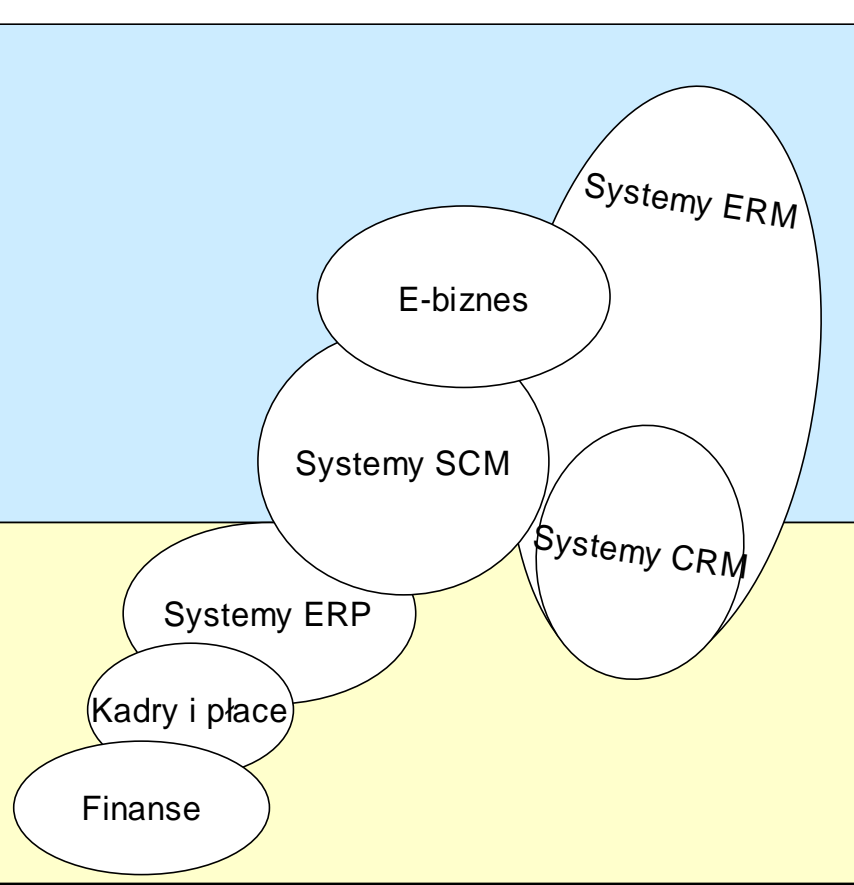 Systemy ERM
E-biznes
Systemy SCM
Systemy CRM
Systemy ERP
Kadry i płace
Finanse